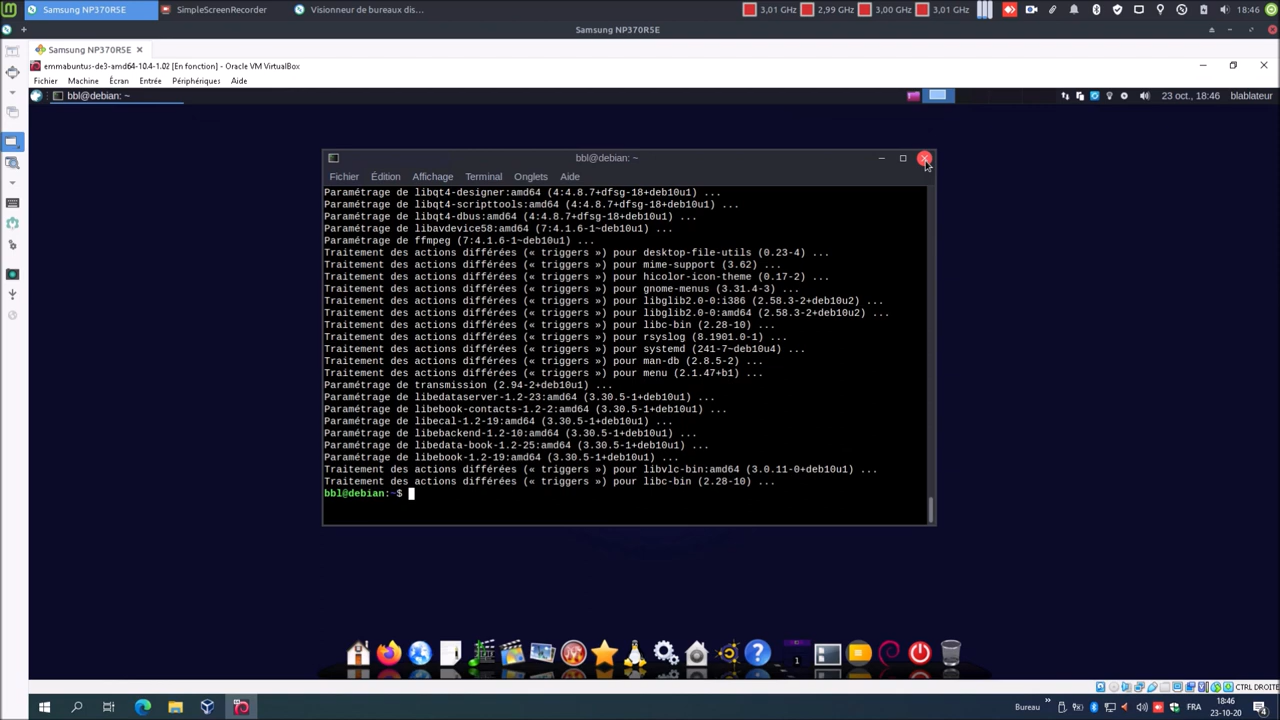 Samsung NP370R5E
SimpleScreenRecorder
Visionneur de bureaux dis...
3,01 GHz
2,99 GHz
3,00 GHz
3,01 GHz
18:46
Samsung NP370R5E
Samsung NP370R5E
emmabuntus-de3-amd64-10.4-1.02 [En fonction] - Oracle VM VirtualBox
Fichier Machine Écran Entrée Périphériques Aide
bbl@debian: ~
23 oct., 18:46 blablateur
bbl@debian: ~
Fichier Édition Affichage Terminal Onglets Aide
Paramétrage de libqt4-designer:amd64 (4:4.8.7+dfsg-18+deb10u1) ...
Paramétrage de libqt4-scripttools:amd64 (4:4.8.7+dfsg-18+deb10u1) ...
Paramétrage de libqt4-dbus:amd64 (4:4.8.7+dfsg-18+deb10u1) ...
Paramétrage de libavdevice58:amd64 (7:4.1.6-1~deb10u1) ...
Paramétrage de ffmpeg (7:4.1.6-1~deb10u1) ...
Traitement des actions différées (« triggers ») pour desktop-file-utils (0.23-4) ...
Traitement des actions différées (« triggers ») pour mime-support (3.62) ...
Traitement des actions différées (« triggers ») pour hicolor-icon-theme (0.17-2) ...
Traitement des actions différées (« triggers ») pour gnome-menus (3.31.4-3) ...
Traitement des actions différées (« triggers ») pour libglib2.0-0:i386 (2.58.3-2+deb10u2) ...
Traitement des actions différées (« triggers ») pour libglib2.0-0:amd64 (2.58.3-2+deb10u2) ...
Traitement des actions différées (« triggers ») pour libc-bin (2.28-10) ...
Traitement des actions différées (« triggers ») pour rsyslog (8.1901.0-1) ...
Traitement des actions différées (« triggers ») pour systemd (241-7~deb10u4) ...
Traitement des actions différées (« triggers ») pour man-db (2.8.5-2) ...
Traitement des actions différées (« triggers ») pour menu (2.1.47+b1) ...
Paramétrage de transmission (2.94-2+deb10u1) ...
Paramétrage de libedataserver-1.2-23:amd64 (3.30.5-1+deb10u1) ...
Paramétrage de libebook-contacts-1.2-2:amd64 (3.30.5-1+deb10u1) ...
Paramétrage de libecal-1.2-19:amd64 (3.30.5-1+deb10u1) ...
Paramétrage de libebackend-1.2-10:amd64 (3.30.5-1+deb10u1) ...
Paramétrage de libedata-book-1.2-25:amd64 (3.30.5-1+deb10u1) ...
Paramétrage de libebook-1.2-19:amd64 (3.30.5-1+deb10u1) ...
Traitement des actions différées (« triggers ») pour libvlc-bin:amd64 (3.0.11-0+deb10u1) ...
Traitement des actions différées (« triggers ») pour libc-bin (2.28-10) ...
bbl@debian:~$
1
CTRL DROITE
Bureau » FRA
18:46
23-10-20
4